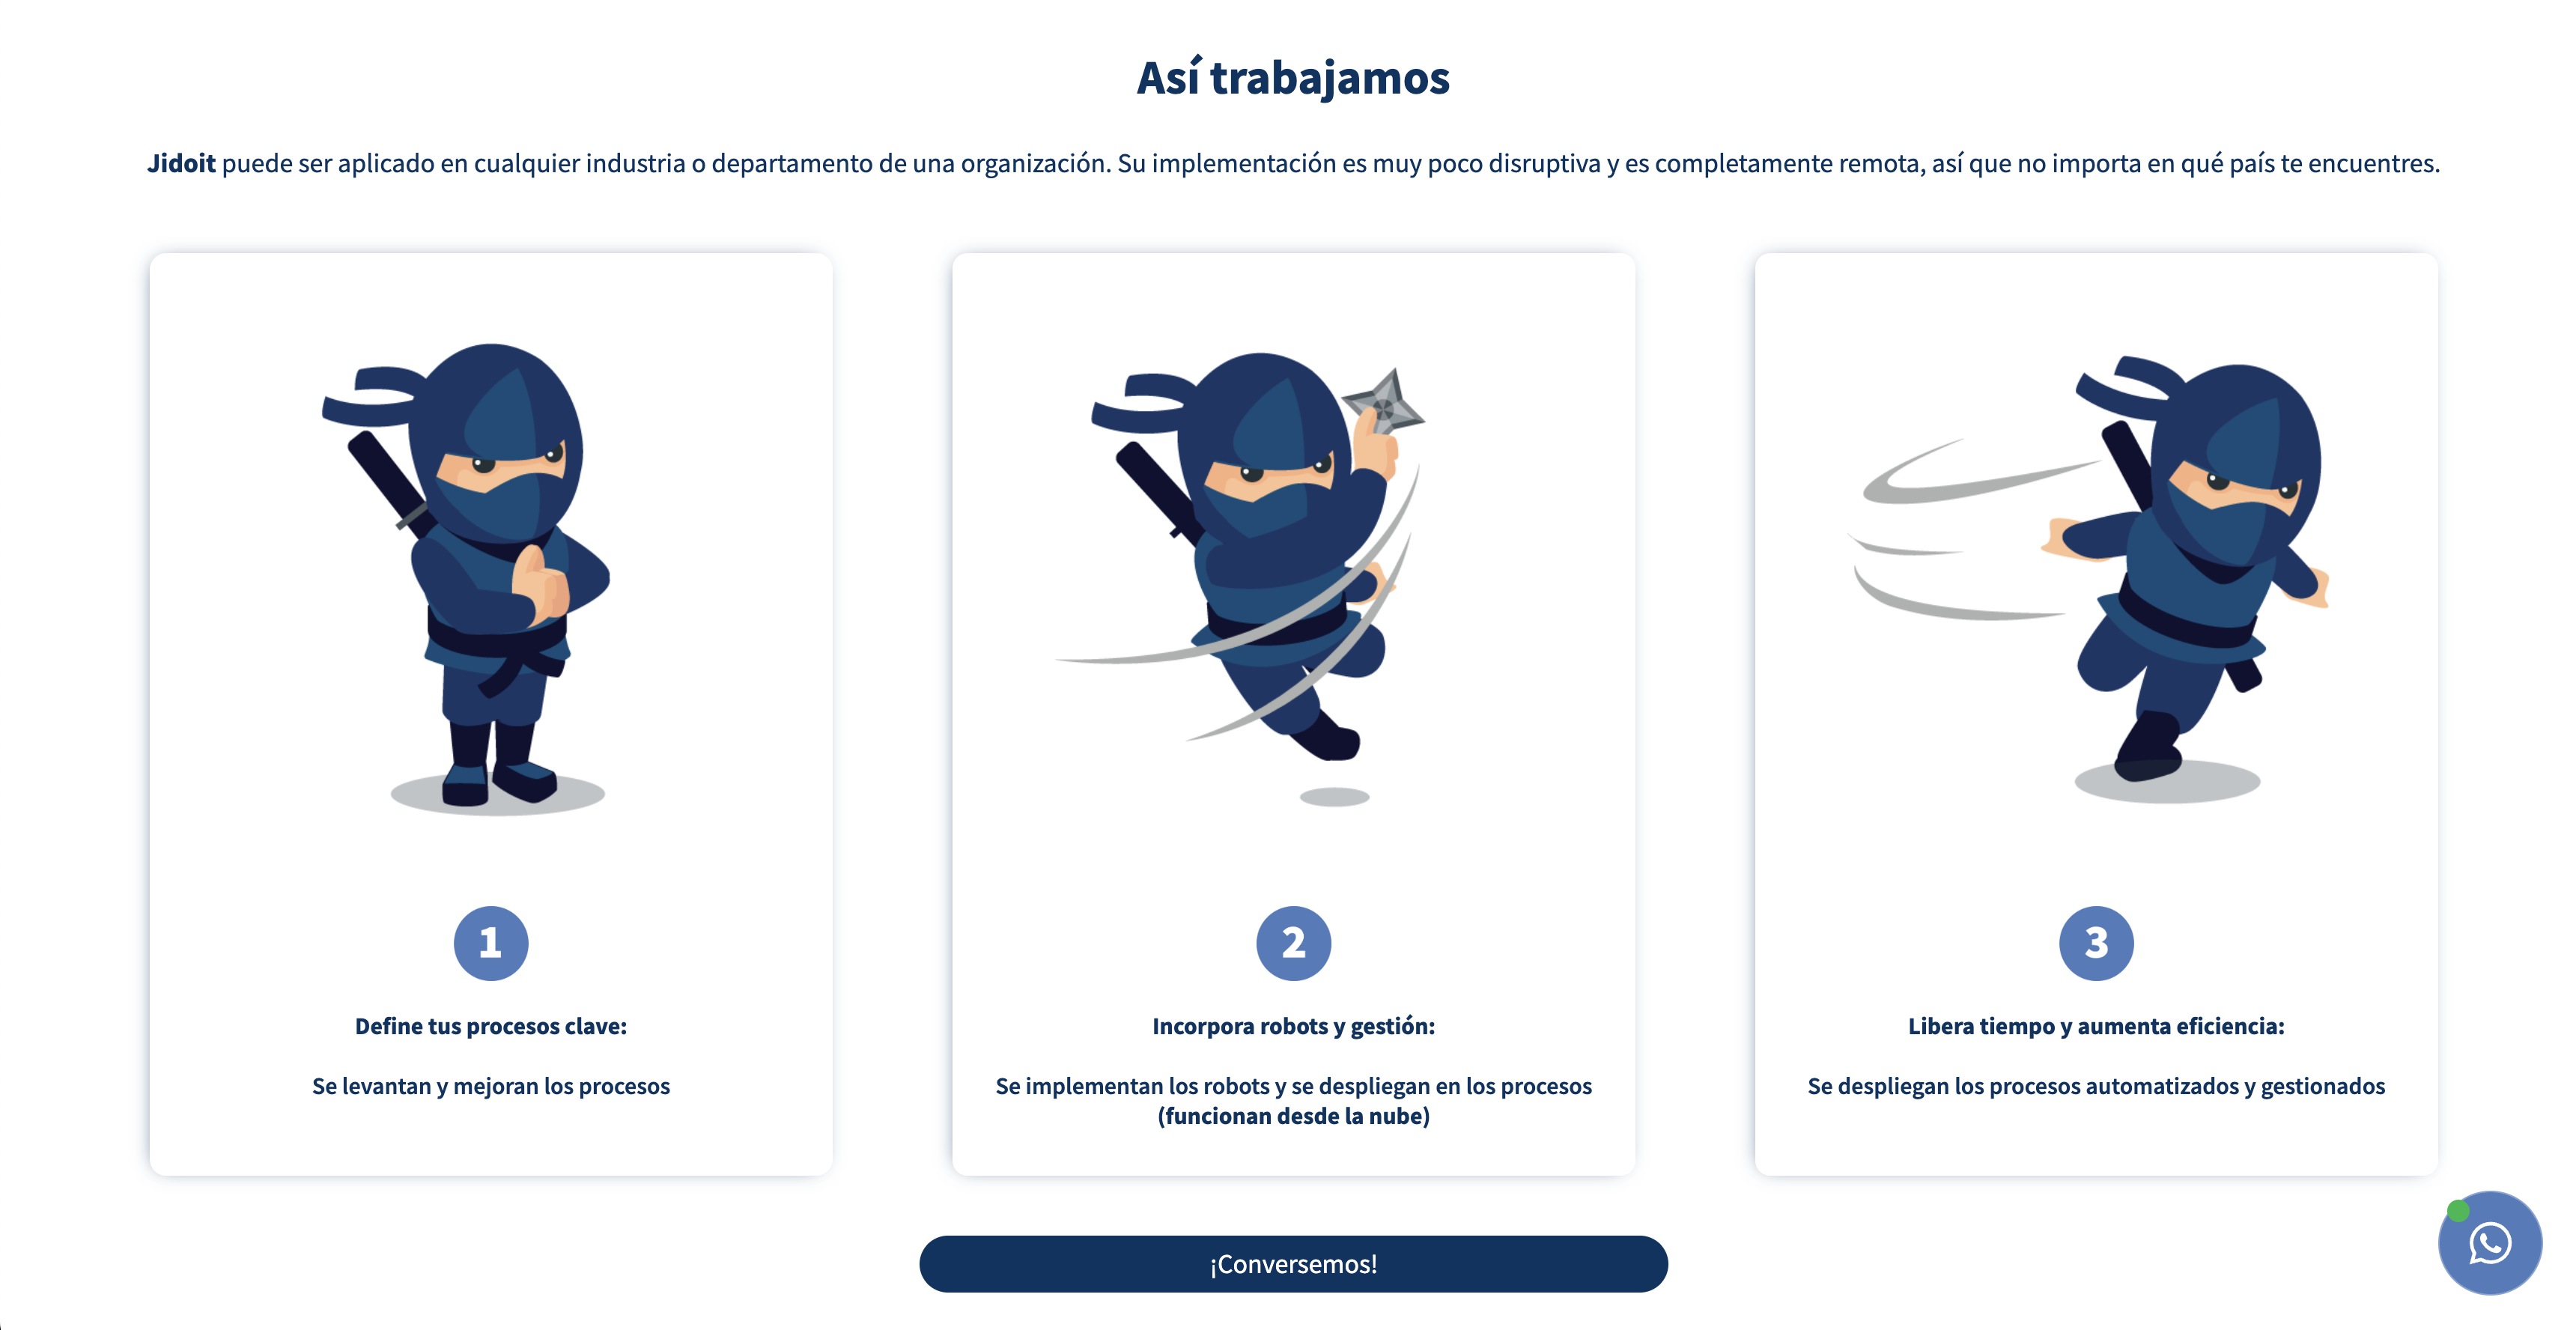 Así trabajamos
Jidoit puede ser aplicado en cualquier industria o departamento de una organización. Su implementación es muy poco disruptiva y es completamente remota, así que no importa en qué país te encuentres.
1
Define tus procesos clave:
Se levantan y mejoran los procesos
2
Incorpora robots y gestión:
Se implementan los robots y se despliegan en los procesos
(funcionan desde la nube)
3
Libera tiempo y aumenta eficiencia:
Se despliegan los procesos automatizados y gestionados
¡Conversemos!